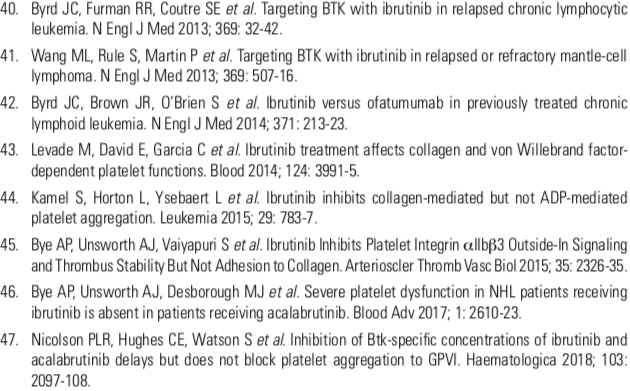 40. Byrd JC, Furman RR, Coutre SE et al. Targeting BTK with ibrutinib in relapsed chronic lymphocytic
leukemia. N Engl J Med 2013; 369: 32-42.
41. Wang ML, Rule S, Martin P et al. Targeting BTK with ibrutinib in relapsed or refractory mantle-cell
lymphoma. N Engl J Med 2013; 369: 507-16.
42. Byrd JC, Brown JR, O'Brien S et al. Ibrutinib versus ofatumumab in previously treated chronic
lymphoid leukemia. N Engl J Med 2014; 371: 213-23.
43. Levade M, David E, Garcia C et al. Ibrutinib treatment affects collagen and von Willebrand factor-
dependent platelet functions. Blood 2014; 124: 3991-5.
44. Kamel S, Horton L, Ysebaert L et al. Ibrutinib inhibits collagen-mediated but not ADP-mediated
platelet aggregation. Leukemia 2015; 29: 783-7.
45. Bye AP, Unsworth AJ, Vaiyapuri S et al. Ibrutinib Inhibits Platelet Integrin αIIbβ3 Outside-In Signaling
and Thrombus Stability But Not Adhesion to Collagen. Arterioscler Thromb Vasc Biol 2015; 35: 2326-35.
46. Bye AP, Unsworth AJ, Desborough MJ et al. Severe platelet dysfunction in NHL patients receiving
ibrutinib is absent in patients receiving acalabrutinib. Blood Adv 2017; 1: 2610-23.
47. Nicolson PLR, Hughes CE, Watson S et al. Inhibition of Btk-specific concentrations of ibrutinib and
acalabrutinib delays but does not block platelet aggregation to GPVI. Haematologica 2018; 103:
2097-108.